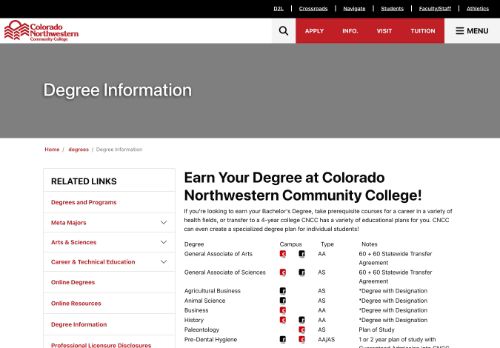 D2L | Crossroads | Navigate | Students | Faculty/Staff | Athletics
Colorado
Northwestern
Community College
APPLY INFO. VISIT TUITION MENU
Degree Information
Home / degrees / Degree Information
RELATED LINKS
Degrees and Programs
Meta Majors
Arts & Sciences
Career & Technical Education
Online Degrees
Online Resources
Degree Information
Professional Licensure Disclosures
Earn Your Degree at Colorado
Northwestern Community College!
If you're looking to earn your Bachelor's Degree, take prerequisite courses for a career in a variety of
health fields, or transfer to a 4-year college CNCC has a variety of educational plans for you. CNCC
can even create a specialized degree plan for individual students!
Degree Campus Type Notes
General Associate of Arts AA 60 + 60 Statewide Transfer
Agreement
General Associate of Sciences AS 60 + 60 Statewide Transfer
Agreement
Agricultural Business AS *Degree with Designation
Animal Science AS *Degree with Designation
Business AA *Degree with Designation
History AA *Degree with Designation
Paleontology AS Plan of Study
Pre-Dental Hygiene AA/AS 1 or 2 year plan of study with